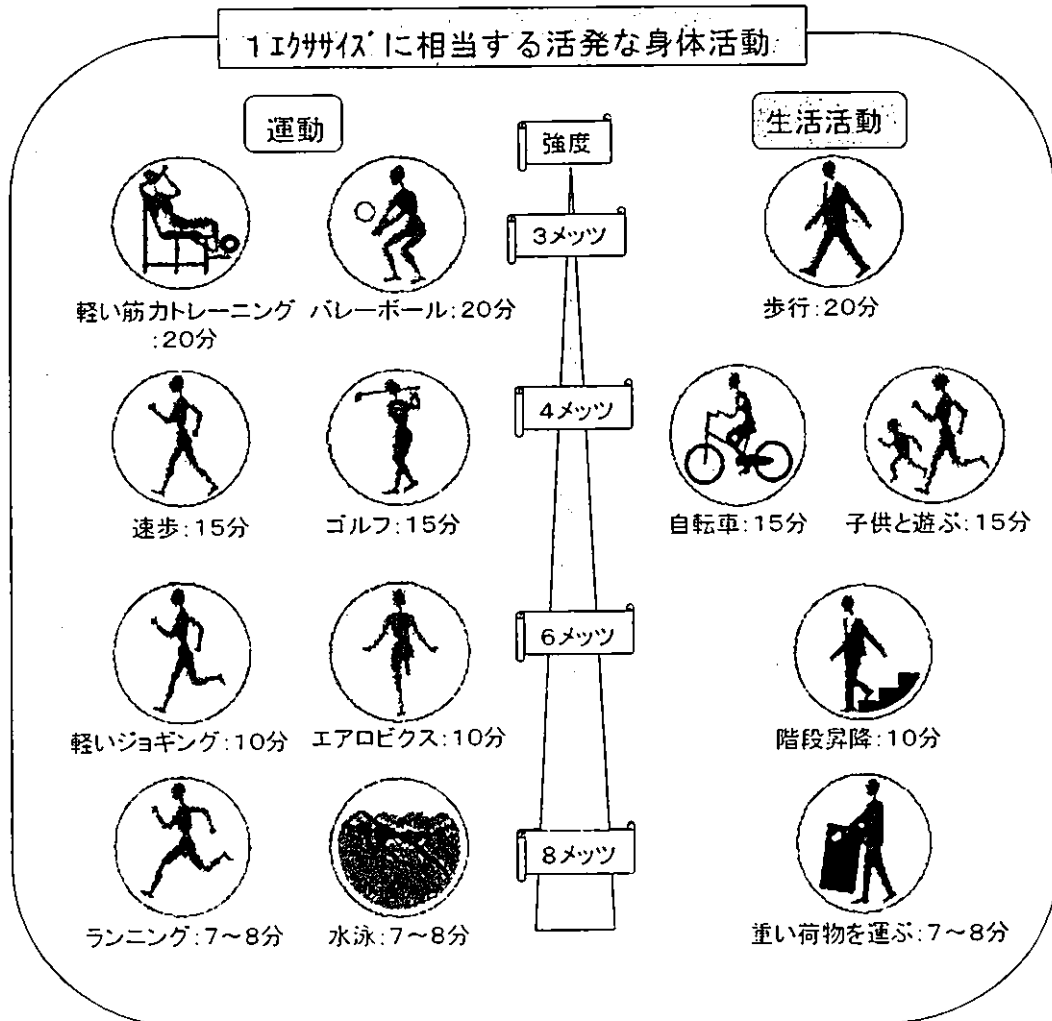 1エクササイズに相当する活発な身体活動
運動
強度
生活活動
3メッツ
軽い筋力トレーニング
:20分
バレーボール:20分
歩行:20分
4メッツ
速歩:15分
ゴルフ:15分
自転車:15分
子供と遊ぶ:15分
6メッツ
軽いジョギング:10分
エアロビクス:10分
階段昇降:10分
8メッツ
ランニング:7〜8分
水泳:7〜8分
重い荷物を運ぶ:7〜8分